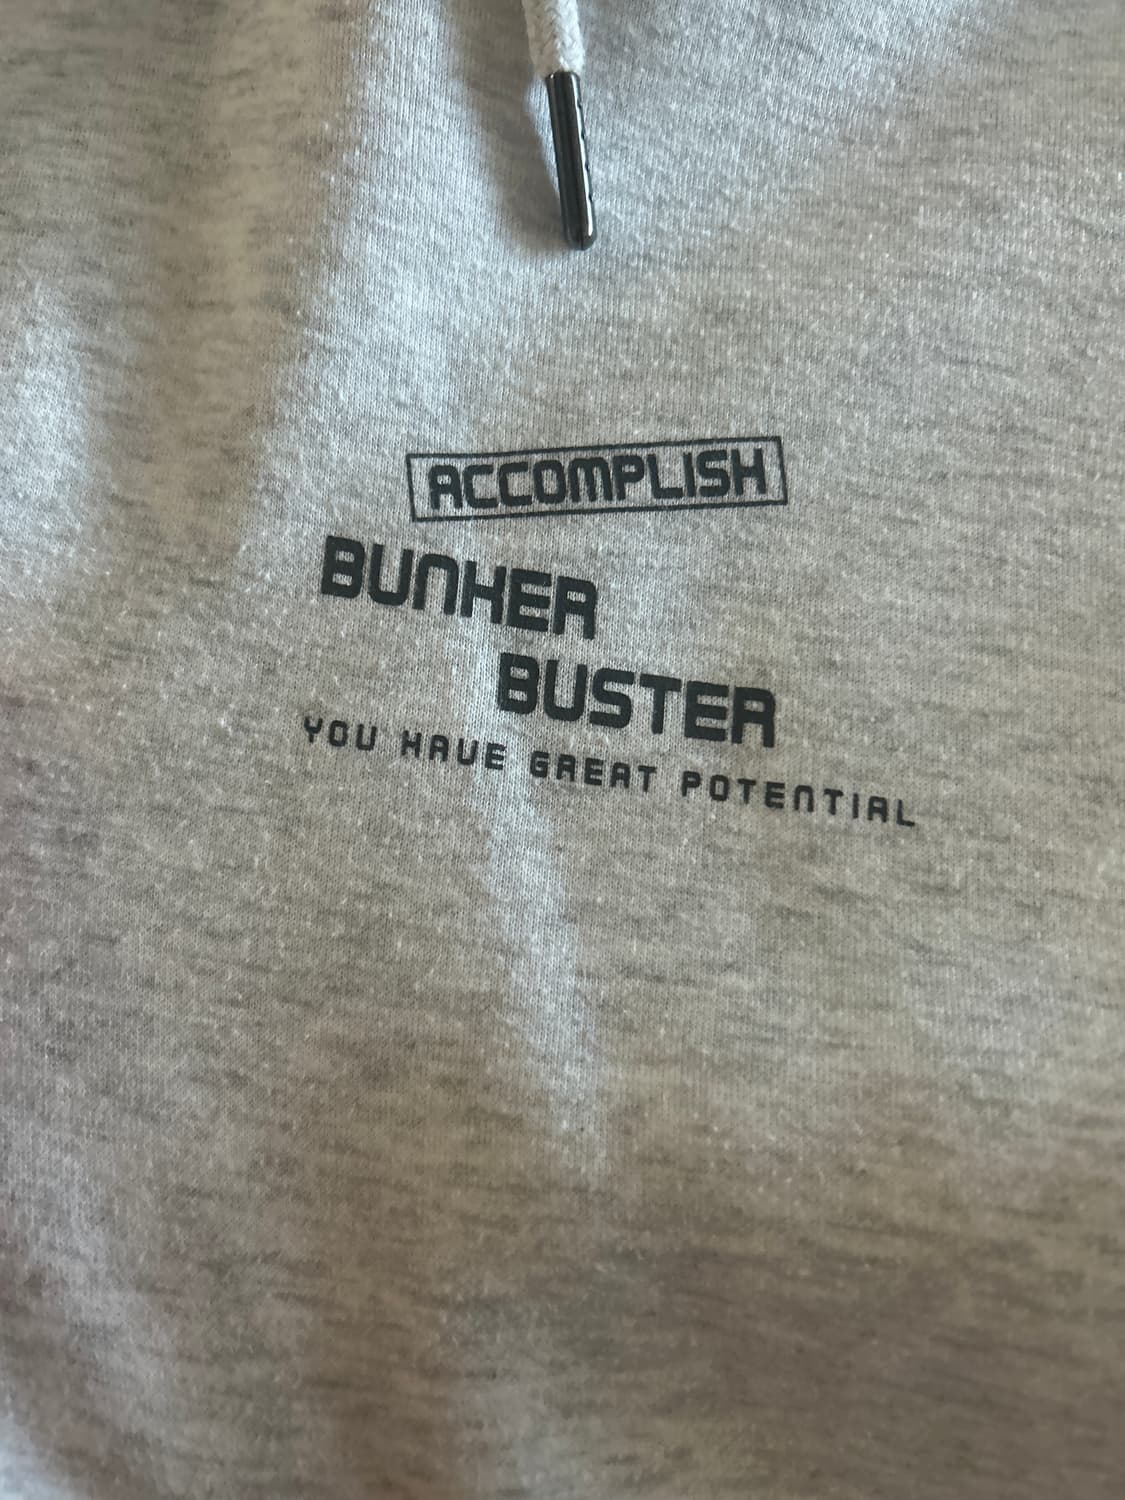 ACCOMPLISH
BUNKER
BUSTER
YOU HAVE GREAT POTENTIAL